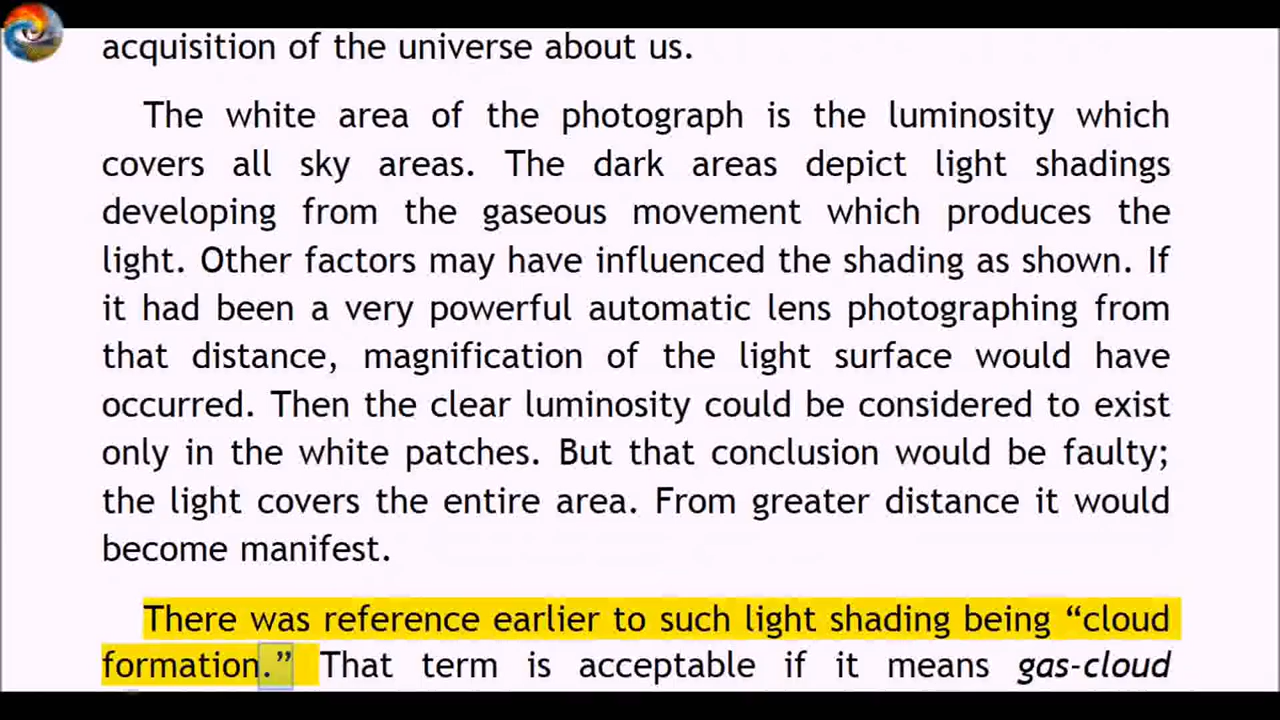 acquisition of the universe about us.
The white area of the photograph is the luminosity which
covers all sky areas. The dark areas depict light shadings
developing from the gaseous movement which produces the
light. Other factors may have influenced the shading as shown. If
it had been a very powerful automatic lens photographing from
that distance, magnification of the light surface would have
occurred. Then the clear luminosity could be considered to exist
only in the white patches. But that conclusion would be faulty;
the light covers the entire area. From greater distance it would
become manifest.
There was reference earlier to such light shading being “cloud
formation.” That term is acceptable if it means gas-cloud